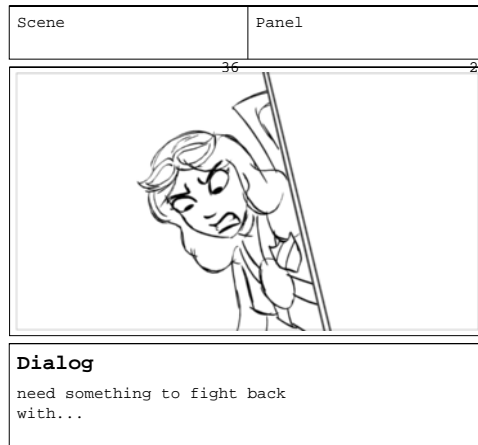 Scene
Panel
36
2
Dialog
need something to fight back
with...